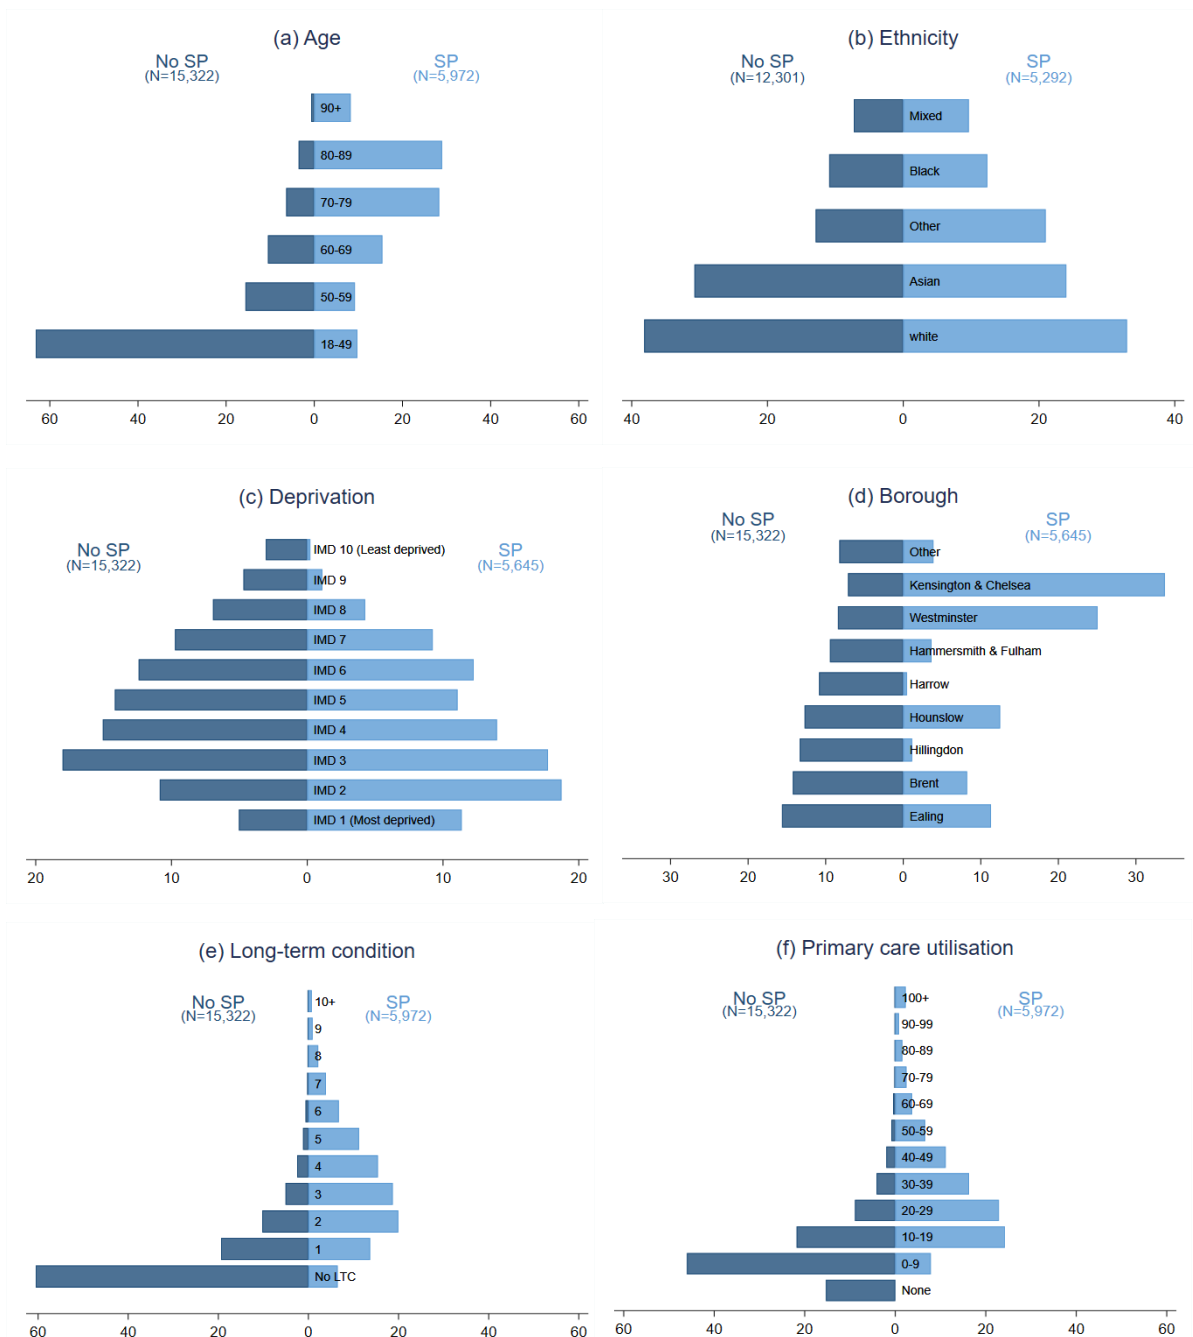 (a) Age
No SP
(N=15,322)
SP
(N=5,972)
90+
80-89
70-79
60-69
50-59
18-49
60 40 20 0 20 40 60
(b) Ethnicity
No SP
(N=12,301)
SP
(N=5,292)
Mixed
Black
Other
Asian
white
40 20 0 20 40
(c) Deprivation
No SP
(N=15,322)
SP
(N=5,645)
IMD 10 (Least deprived)
IMD 9
IMD 8
IMD 7
IMD 6
IMD 5
IMD 4
IMD 3
IMD 2
IMD 1 (Most deprived)
20 10 0 10 20
(d) Borough
No SP
(N=15,322)
SP
(N=5,645)
Other
Kensington & Chelsea
Westminster
Hammersmith & Fulham
Harrow
Hounslow
Hillingdon
Brent
Ealing
30 20 10 0 10 20 30
(e) Long-term condition
No SP
(N=15,322)
SP
(N=5,972)
10+
9
8
7
6
5
4
3
2
1
No LTC
60 40 20 0 20 40 60
(f) Primary care utilisation
No SP
(N=15,322)
SP
(N=5,972)
100+
90-99
80-89
70-79
60-69
50-59
40-49
30-39
20-29
10-19
0-9
None
60 40 20 0 20 40 60